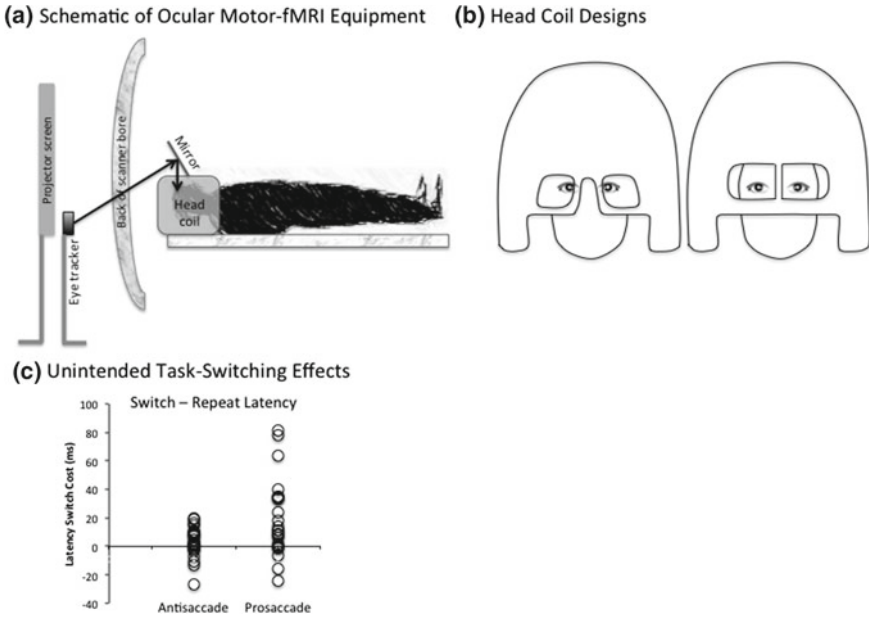 (a) Schematic of Ocular Motor-fMRI Equipment
(b) Head Coil Designs
Projector screen
Eye tracker
Back of scanner bore
Mirror
Head
coil
(c) Unintended Task-Switching Effects
Switch – Repeat Latency
Latency Switch Cost (ms)
100
80
60
40
20
0
-20
-40
Antisaccade
Prosaccade